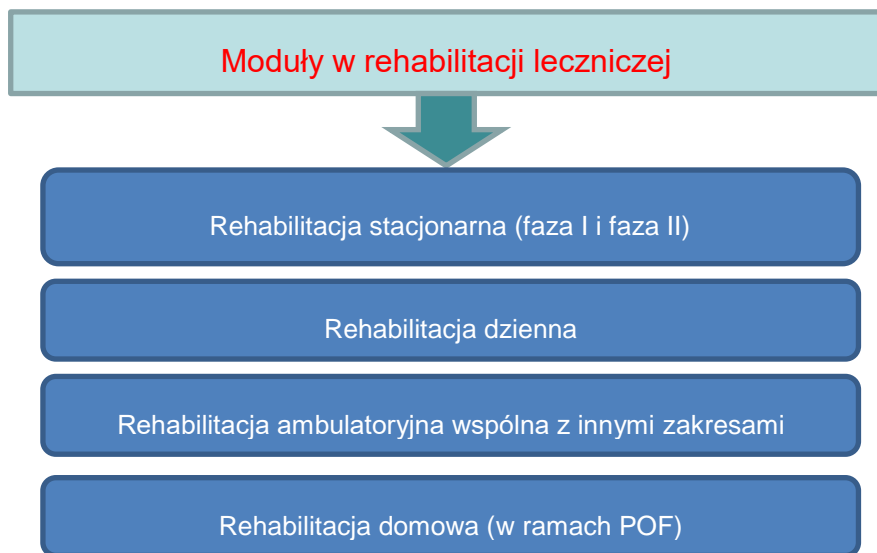 Moduły w rehabilitacji leczniczej
Rehabilitacja stacjonarna (faza I i faza II)
Rehabilitacja dzienna
Rehabilitacja ambulatoryjna wspólna z innymi zakresami
Rehabilitacja domowa (w ramach POF)